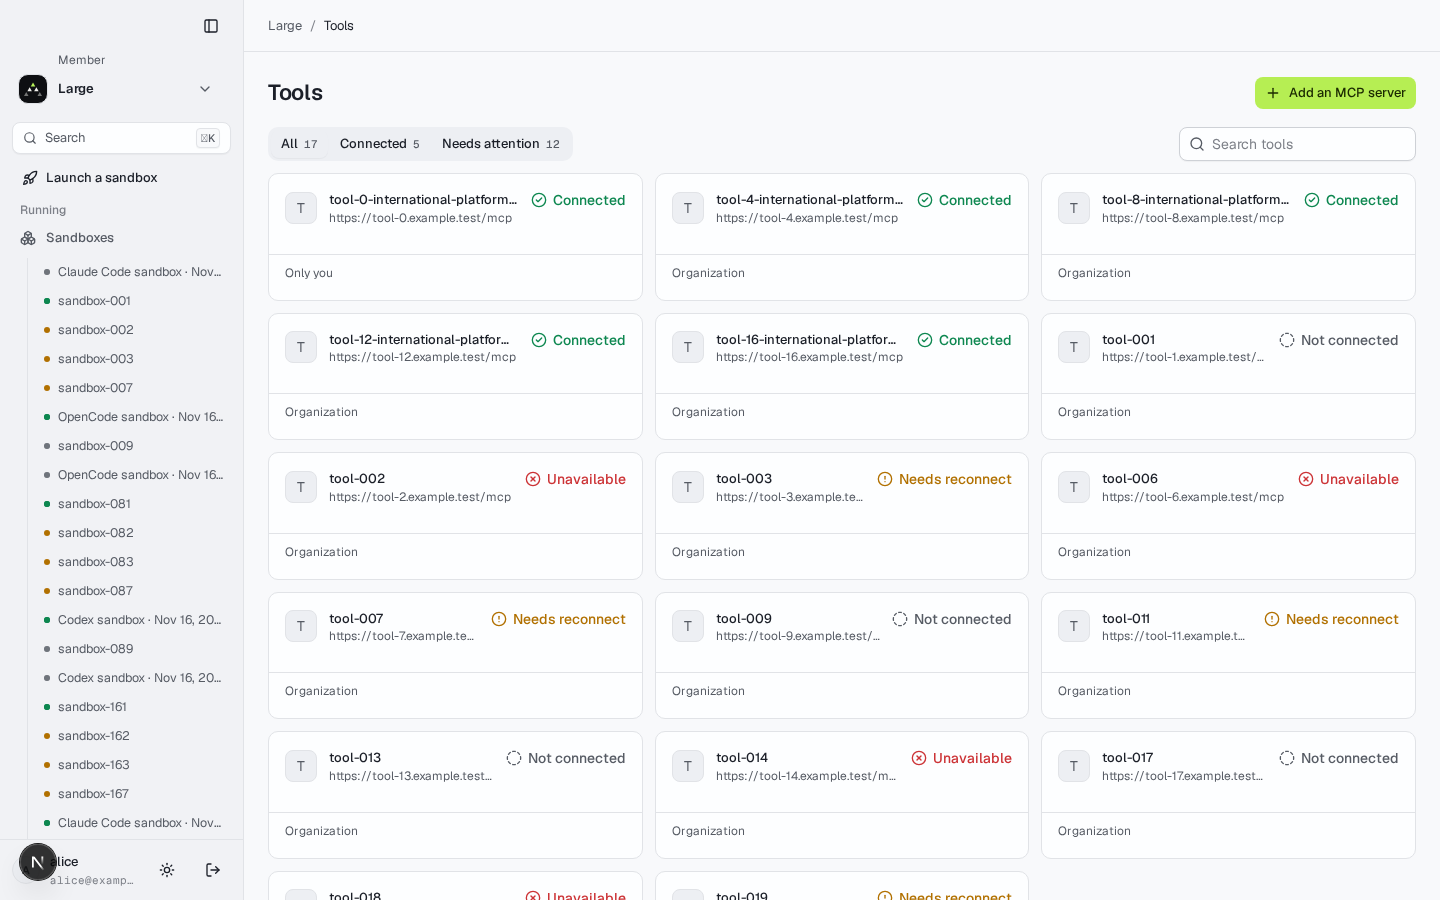 Member
Large
Search
K
Launch a sandbox
Running
Sandboxes
Claude Code sandbox · Nov...
sandbox-001
sandbox-002
sandbox-003
sandbox-007
OpenCode sandbox · Nov 16...
sandbox-009
OpenCode sandbox · Nov 16...
sandbox-081
sandbox-082
sandbox-083
sandbox-087
Codex sandbox · Nov 16, 20...
sandbox-089
Codex sandbox · Nov 16, 20...
sandbox-161
sandbox-162
sandbox-163
sandbox-167
Claude Code sandbox · Nov...
N
alice
alice@examp...
Large / Tools
Tools
Add an MCP server
All 17 Connected 5 Needs attention 12
Search tools
T
tool-0-international-platform...
Connected
https://tool-0.example.test/mcp
Only you
T
tool-4-international-platform...
Connected
https://tool-4.example.test/mcp
Organization
T
tool-8-international-platform...
Connected
https://tool-8.example.test/mcp
Organization
T
tool-12-international-platfor...
Connected
https://tool-12.example.test/mcp
Organization
T
tool-16-international-platfor...
Connected
https://tool-16.example.test/mcp
Organization
T
tool-001
Not connected
https://tool-1.example.test/...
Organization
T
tool-002
Unavailable
https://tool-2.example.test/mcp
Organization
T
tool-003
Needs reconnect
https://tool-3.example.te...
Organization
T
tool-006
Unavailable
https://tool-6.example.test/mcp
Organization
T
tool-007
Needs reconnect
https://tool-7.example.te...
Organization
T
tool-009
Not connected
https://tool-9.example.test/...
Organization
T
tool-011
Needs reconnect
https://tool-11.example.t...
Organization
T
tool-013
Not connected
https://tool-13.example.test...
Organization
T
tool-014
Unavailable
https://tool-14.example.test/m...
Organization
T
tool-017
Not connected
https://tool-17.example.test...
Organization
tool-018
Unavailable
tool-019
Needs reconnect